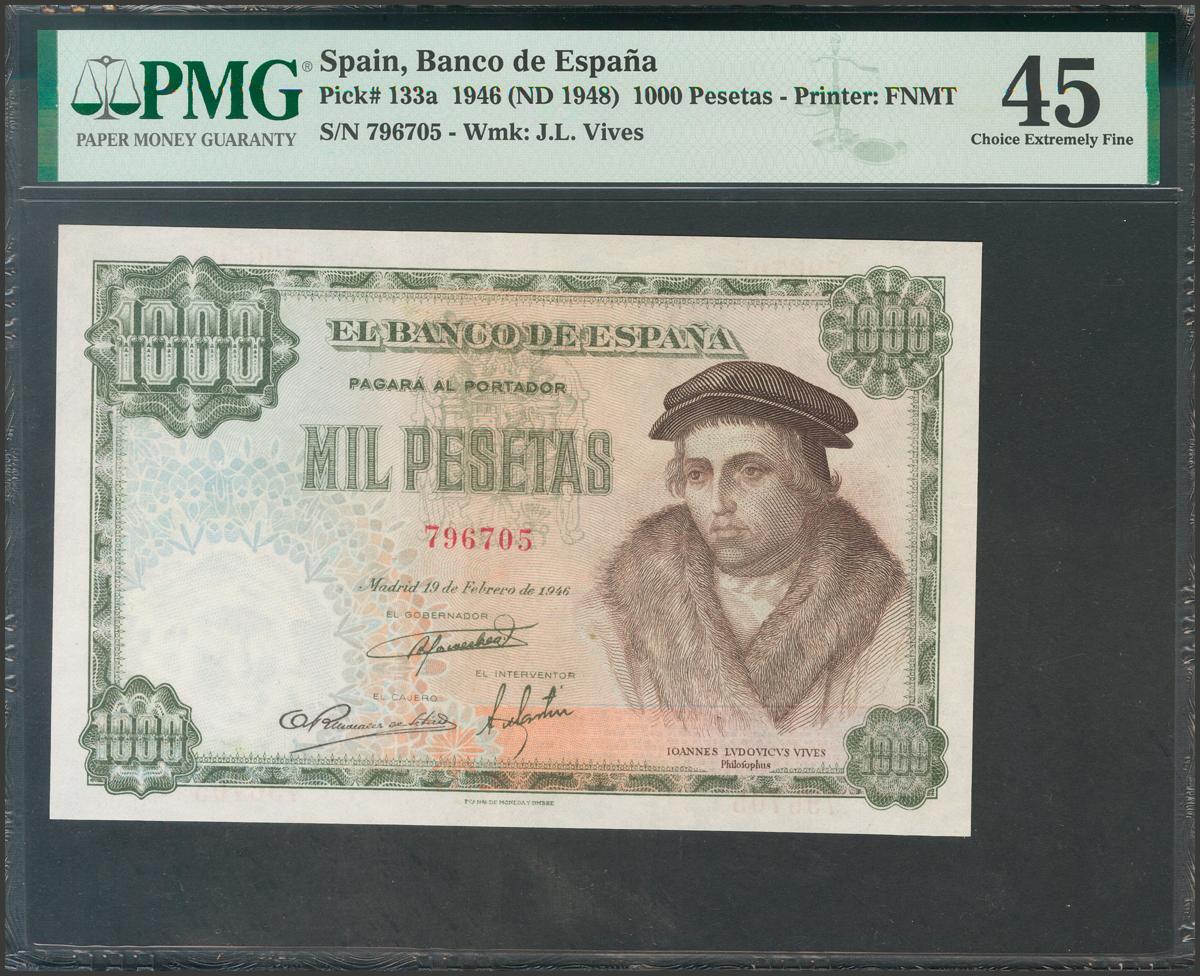 PMG®
PAPER MONEY GUARANTY
Spain, Banco de España
Pick# 133a 1946 (ND 1948) 1000 Pesetas - Printer: FNMT
S/N 796705 - Wmk: J.L. Vives
45
Choice Extremely Fine
1000
1000
EL BANCO DE ESPAÑA
PAGARÁ AL PORTADOR
MIL PESETAS
796705
Madrid 19 de Febrero de 1946
EL GOBERNADOR
EL INTERVENTOR
EL CAJERO
IOANNES LVDOVICVS VIVES
Philosophus
1000
1000